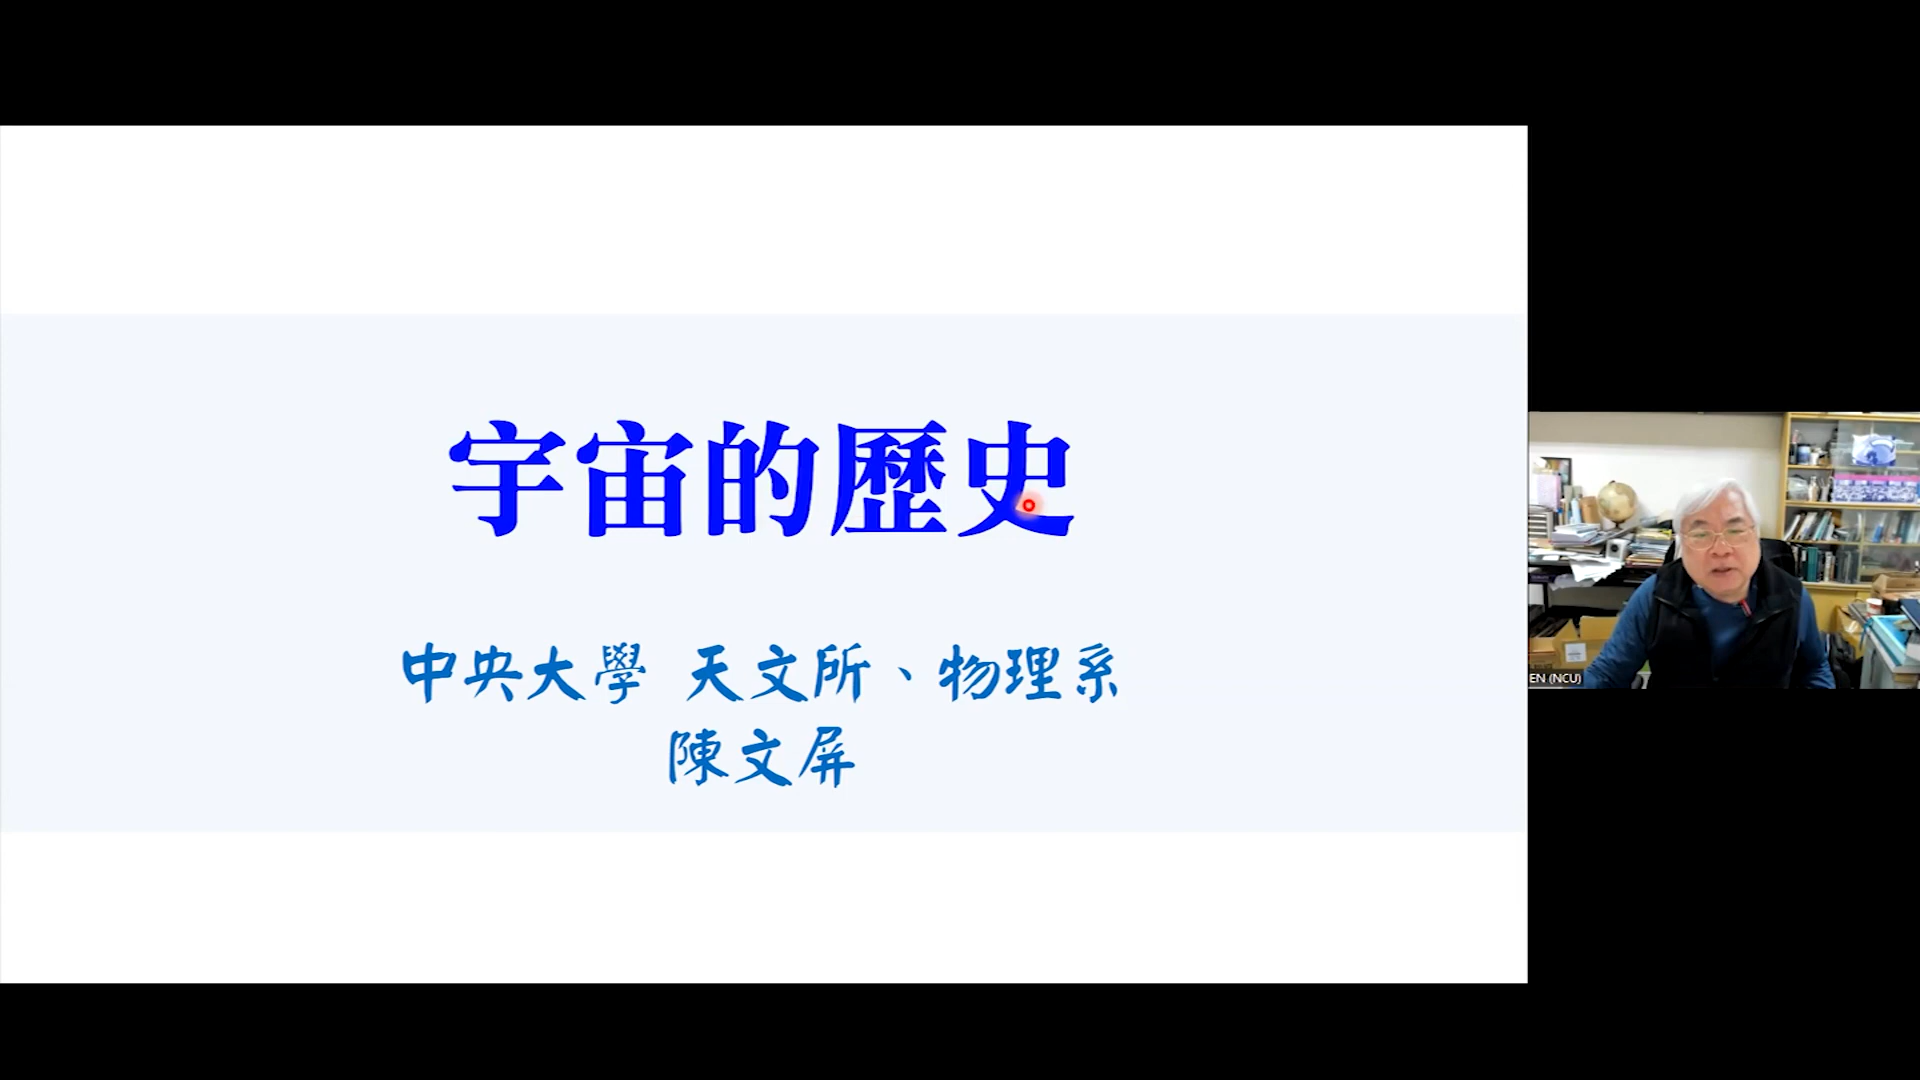 宇宙的歷史
中央大學 天文所、物理系
陳文屏
EN (NCU)